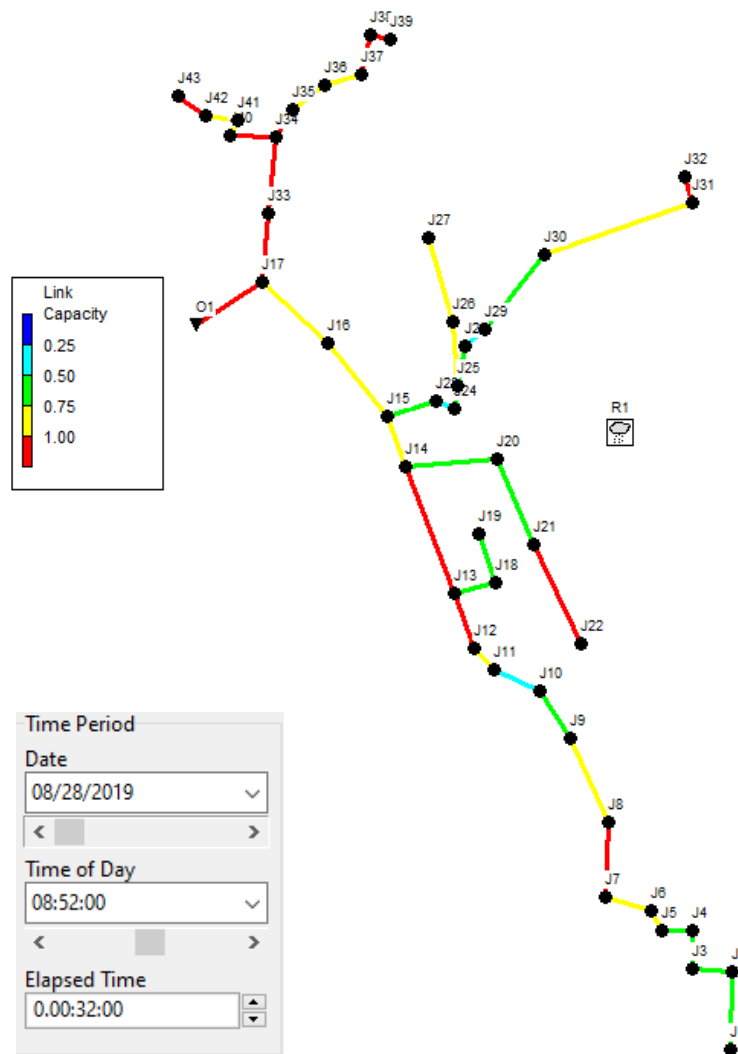 J39
J37
J36
J43
J35
J42
J41
J34
J32
J31
J33
J27
J30
J17
O1
J26
J29
J16
Link
Capacity
0.25
0.50
0.75
1.00
J25
J15
R1
J14
J20
J19
J21
J18
J13
J22
J12
J11
J10
J9
J8
J7
J6
J5
J4
J3
Time Period
Date
08/28/2019
Time of Day
08:52:00
Elapsed Time
0.00:32:00